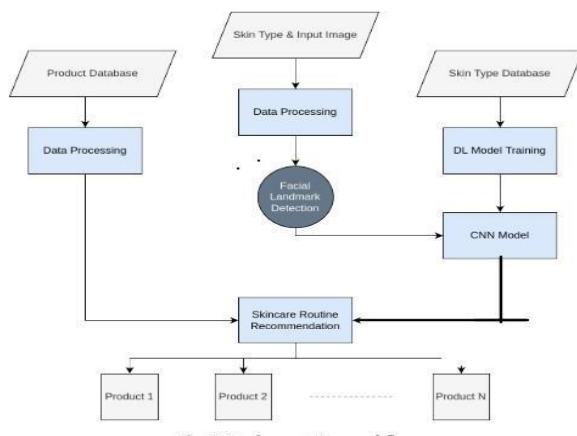 Skin Type & Input Image
Product Database
Skin Type Database
Data Processing
Data Processing
DL Model Training
Facial
Landmark
Detection
CNN Model
Skincare Routine
Recommendation
Product 1
Product 2
Product N